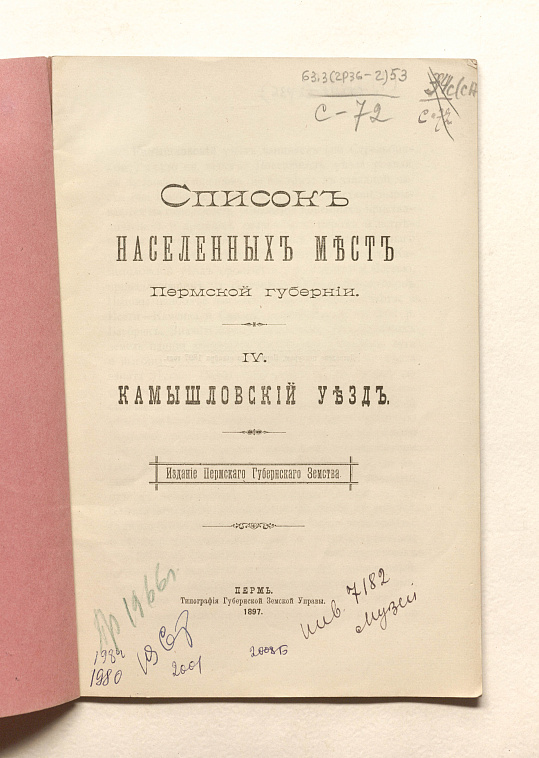 63.3(2Р36-2)53
С-72
Списокъ
НАСЕЛЕННЫХЪ МѢСТЪ
Пермской губерніи.
IV.
КАМЫШЛОВСКІЙ УѢЗДЪ.
Изданіе Пермскаго Губернскаго Земства.
ПЕРМЬ.
Типографія Губернской Земской Управы.
1897.
инв. 7182
Музей
1966г.
1980
2001